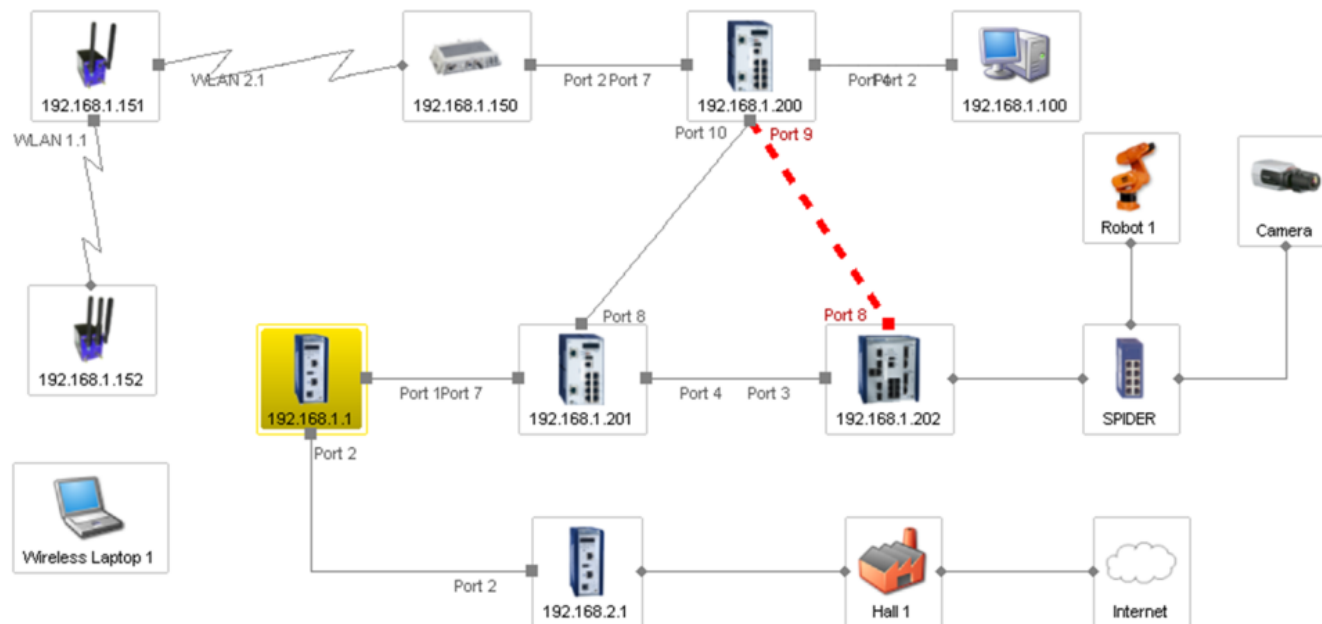 192.168.1.151
WLAN 2.1
192.168.1.150
Port 2
Port 7
192.168.1.200
Port 4
Port 2
192.168.1.100
WLAN 1.1
Port 10
Port 9
Robot 1
Camera
192.168.1.152
Port 8
Port 8
192.168.1.1
Port 1
Port 7
192.168.1.201
Port 4
Port 3
192.168.1.202
SPIDER
Port 2
Wireless Laptop 1
Port 2
192.168.2.1
Hall 1
Internet